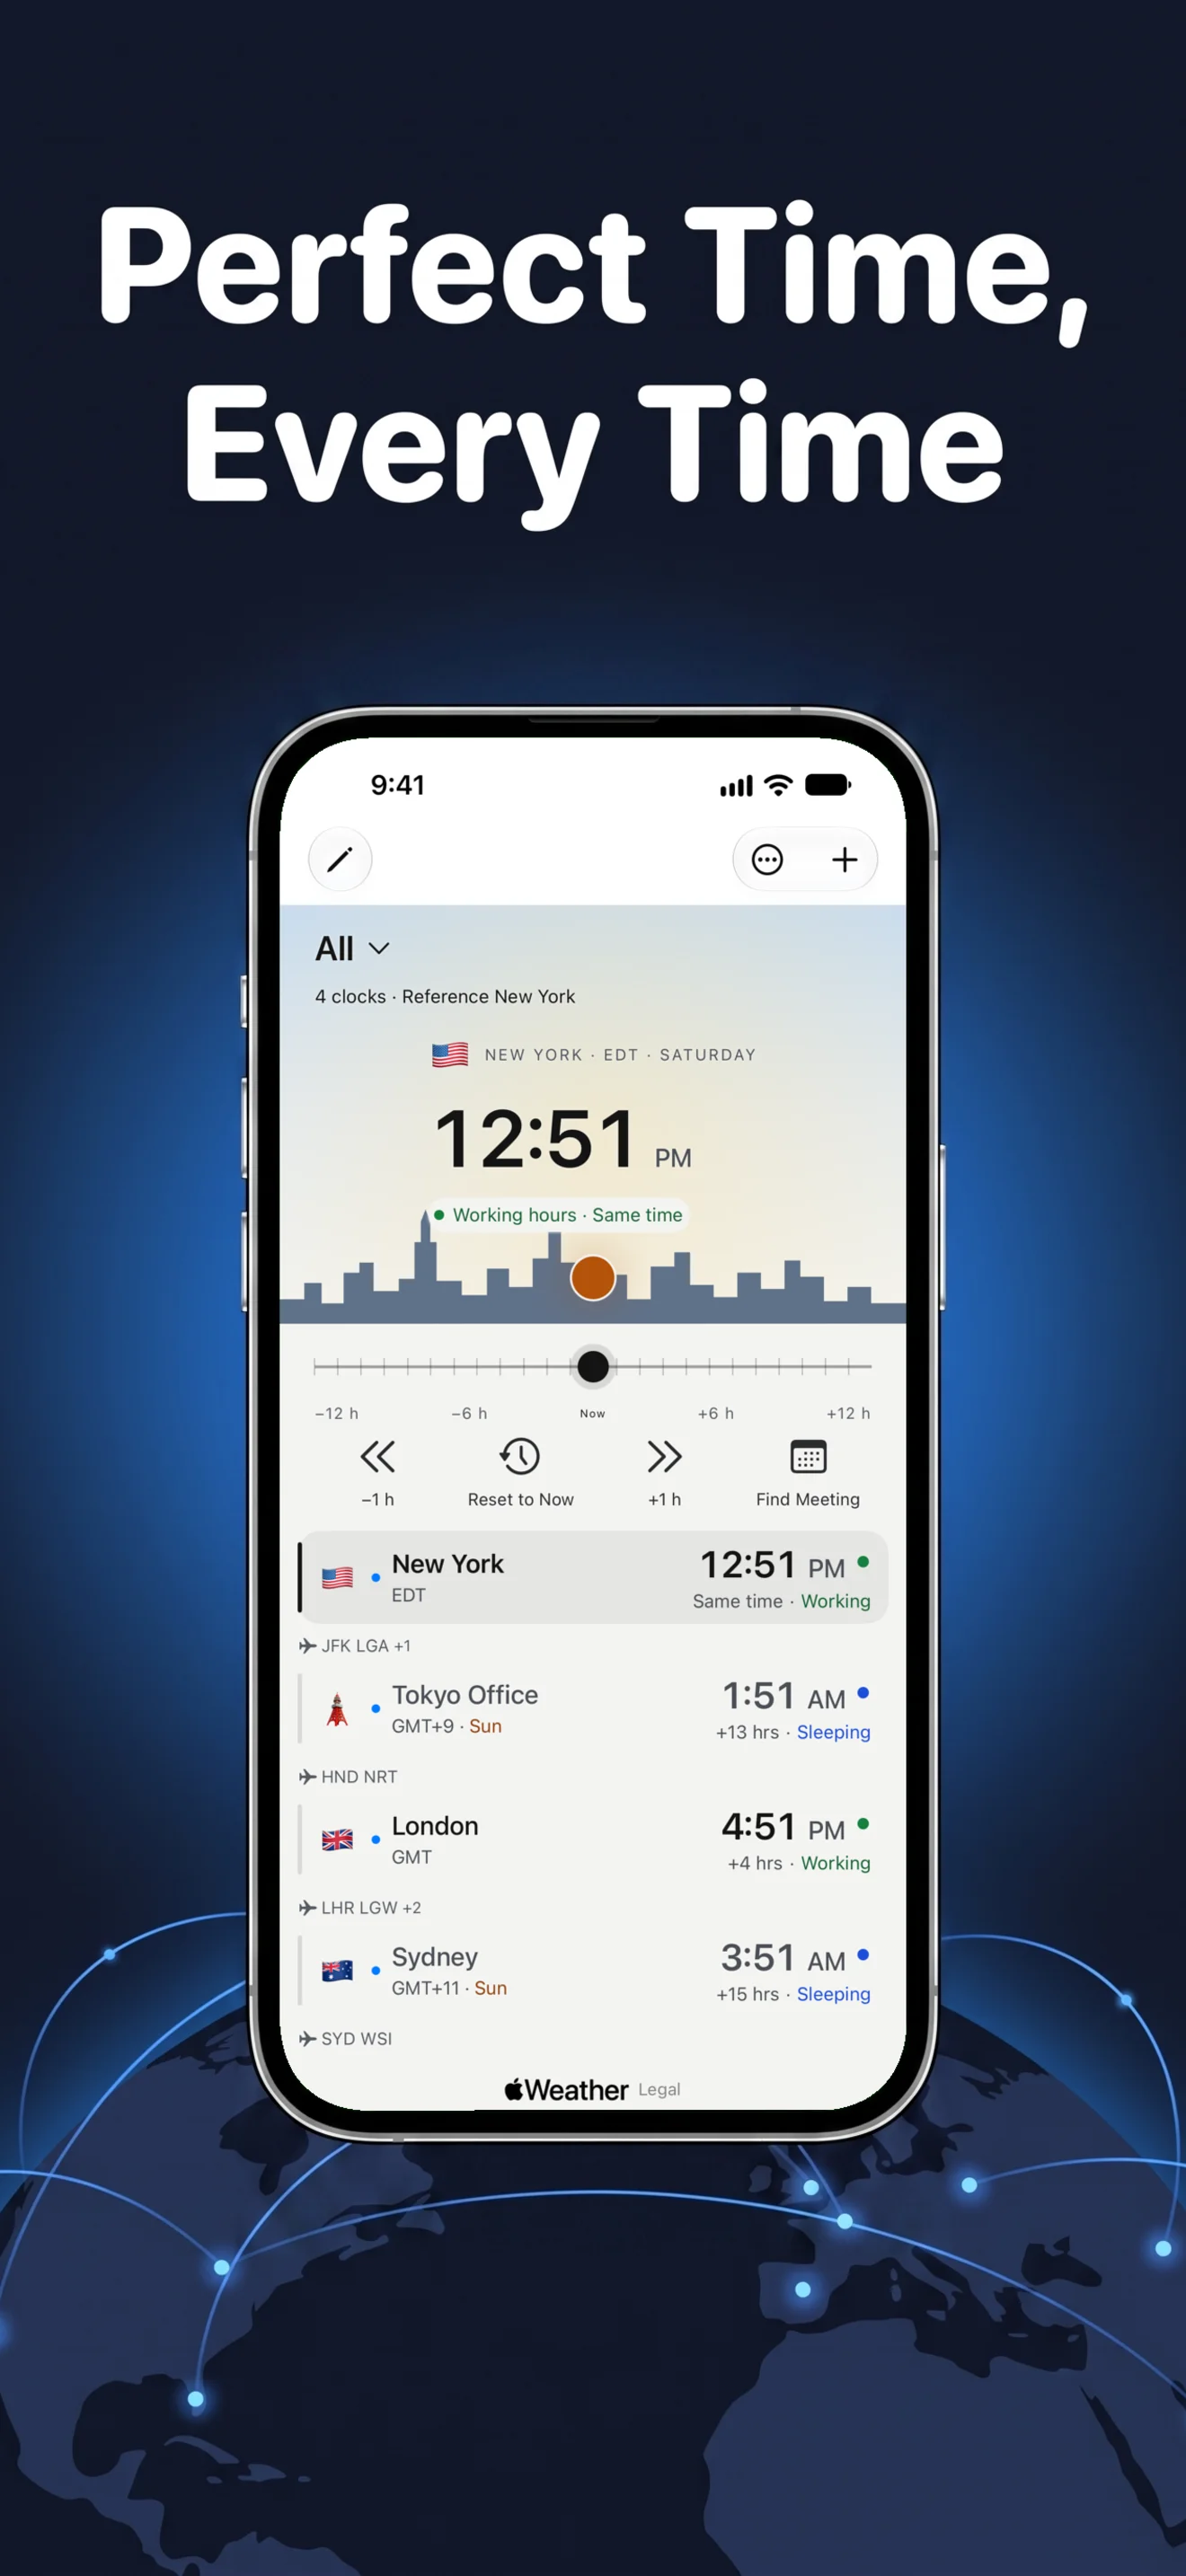 Perfect Time,
Every Time
9:41
All
4 clocks · Reference New York
NEW YORK · EDT · SATURDAY
12:51 PM
Working hours · Same time
−12 h −6 h Now +6 h +12 h
−1 h Reset to Now +1 h Find Meeting
New York 12:51 PM
EDT Same time · Working
JFK LGA +1
Tokyo Office 1:51 AM
GMT+9 · Sun +13 hrs · Sleeping
HND NRT
London 4:51 PM
GMT +4 hrs · Working
LHR LGW +2
Sydney 3:51 AM
GMT+11 · Sun +15 hrs · Sleeping
SYD WSI
Weather Legal